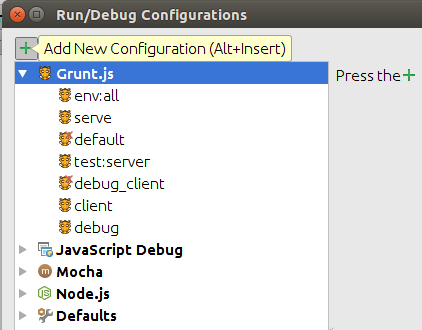 Run/Debug Configurations
Add New Configuration (Alt+Insert)
Grunt.js
Press the
env:all
serve
default
test:server
debug_client
client
debug
JavaScript Debug
Mocha
Node.js
Defaults